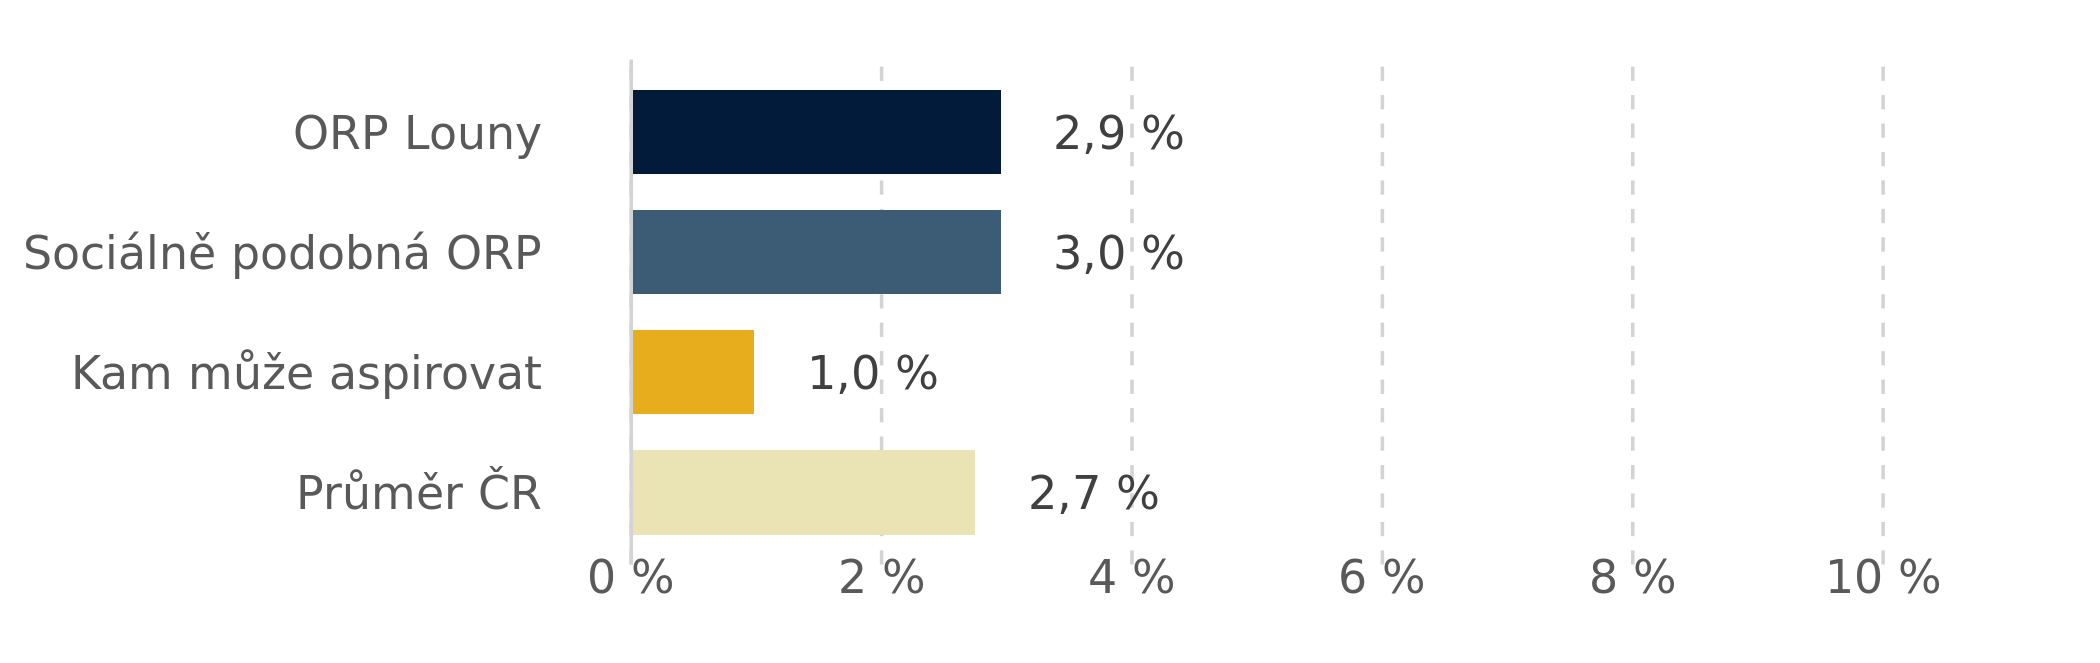 ORP Louny 2,9 %
Sociálně podobná ORP 3,0 %
Kam může aspirovat 1,0 %
Průměr ČR 2,7 %
0 % 2 % 4 % 6 % 8 % 10 %